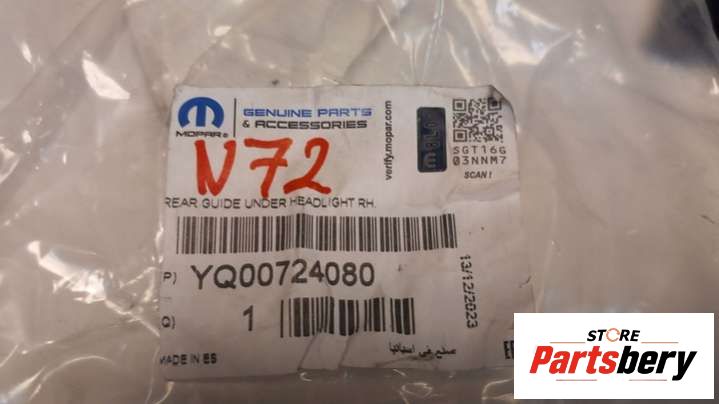 MOPAR®
GENUINE PARTS
& ACCESSORIES
verify.mopar.com
SGT16G
03NNM7
SCAN!
N72
REAR GUIDE UNDER HEADLIGHT RH.
P) YQ00724080
Q) 1
13/12/2023
MADE IN ES
صنع في اسبانيا
STORE
Partsbery